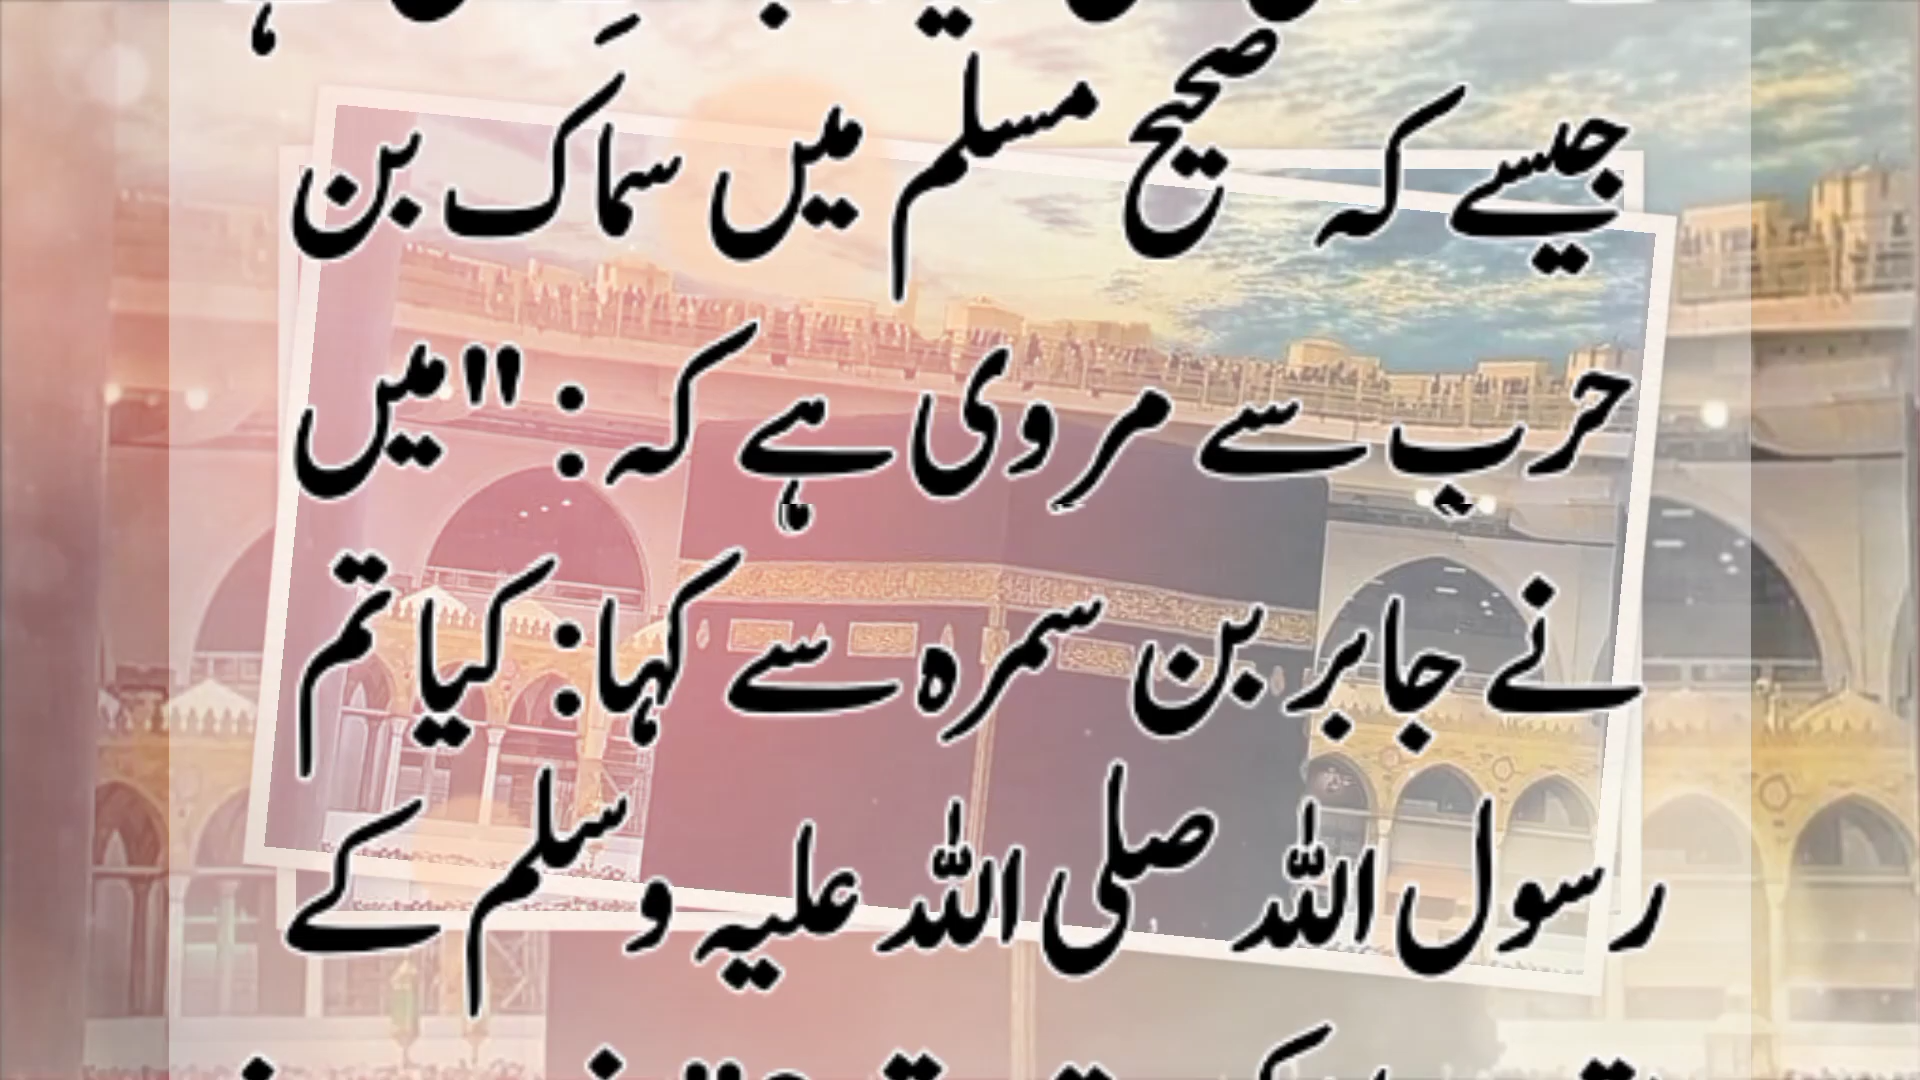 جیسے کہ صحیح مسلم میں سماک بن
حرب سے مروی ہے کہ: "میں
نے جابر بن سمرہ سے کہا: کیا تم
رسول اللہ صلی اللہ علیہ وسلم کے